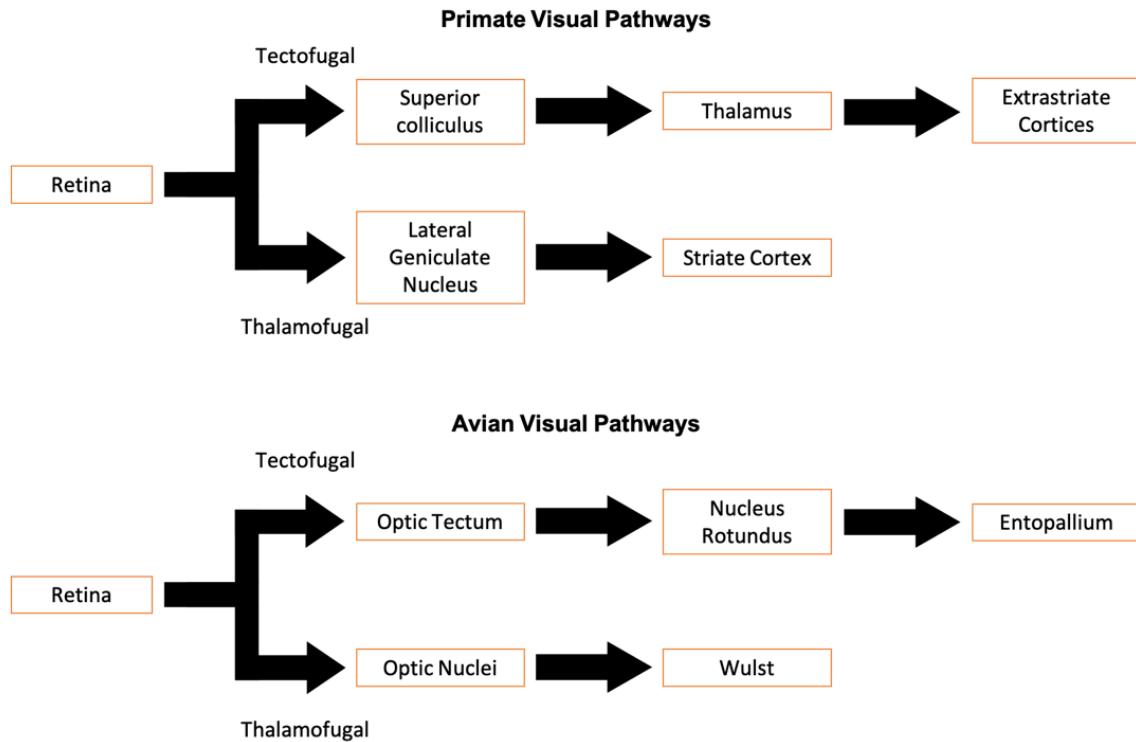 Primate Visual Pathways
Tectofugal
Superior
colliculus
Thalamus
Extrastriate
Cortices
Retina
Lateral
Geniculate
Nucleus
Striate Cortex
Thalamofugal
Avian Visual Pathways
Tectofugal
Optic Tectum
Nucleus
Rotundus
Entopallium
Retina
Optic Nuclei
Wulst
Thalamofugal